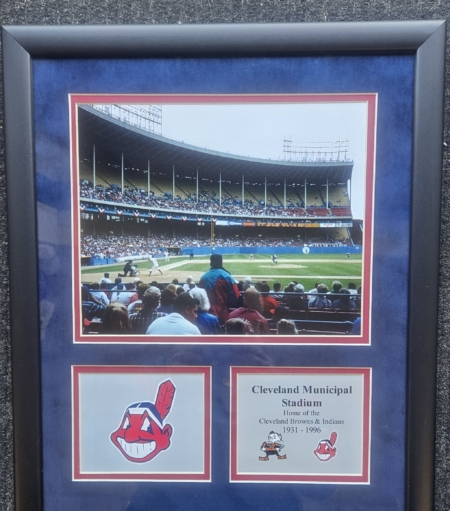 Cleveland Municipal
Stadium
Home of the
Cleveland Browns & Indians
1931 - 1996